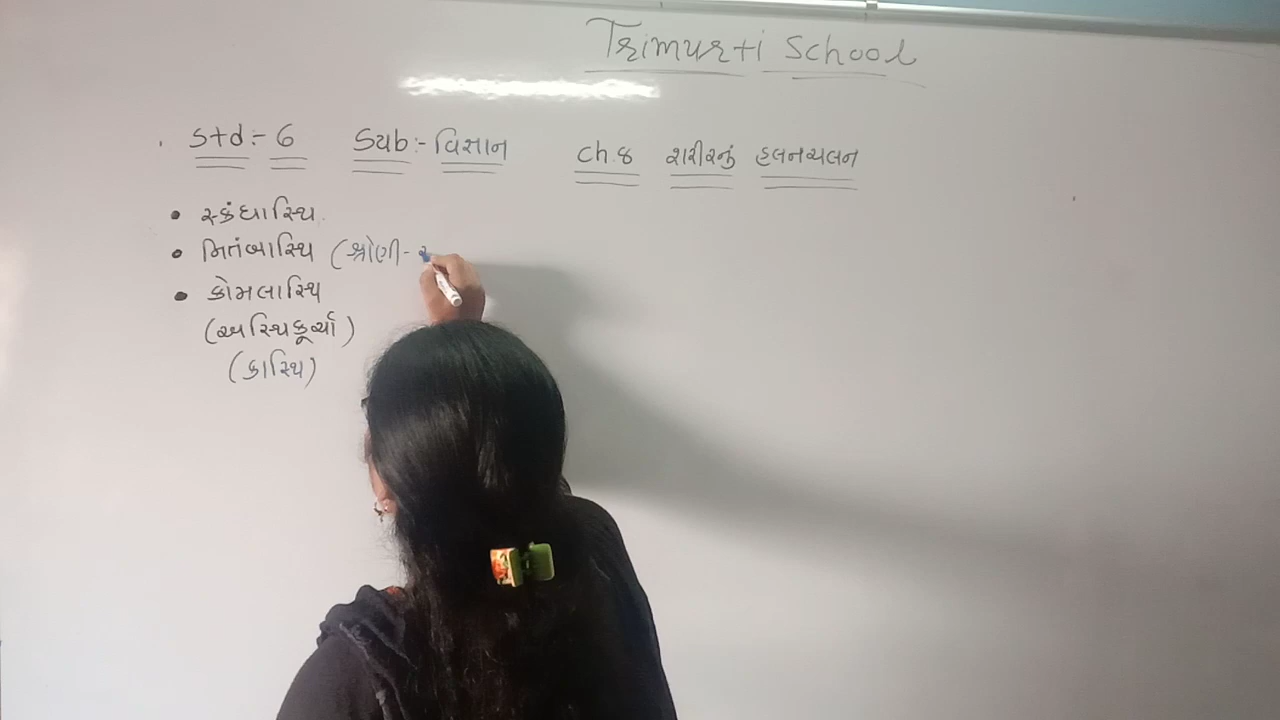 Trimurti School
Std:- 6 Sub:- વિજ્ઞાન Ch.8 શરીરનું હલનચલન
• સ્કંધાસ્થિ
• નિતંબાસ્થિ (શ્રોણી-
• કોમલાસ્થિ
(અસ્થિકૂર્ચા)
(કાસ્થિ)